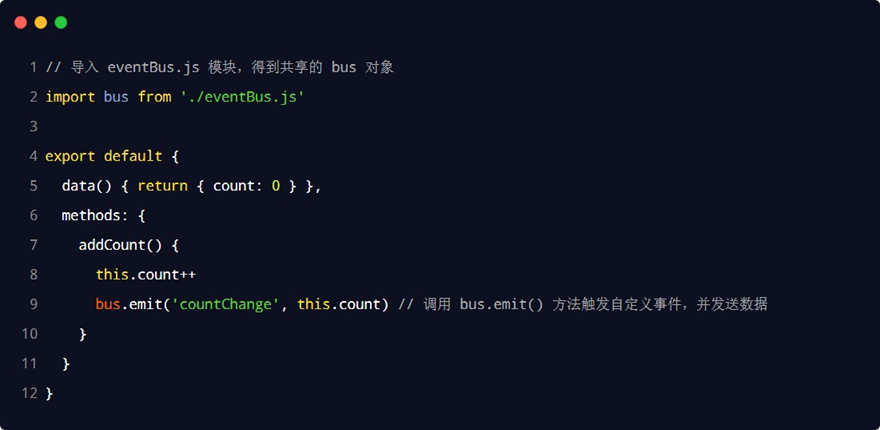 1 // 导入 eventBus.js 模块，得到共享的 bus 对象
2 import bus from './eventBus.js'
3
4 export default {
5   data() { return { count: 0 } },
6   methods: {
7     addCount() {
8       this.count++
9       bus.emit('countChange', this.count) // 调用 bus.emit() 方法触发自定义事件，并发送数据
10     }
11   }
12 }